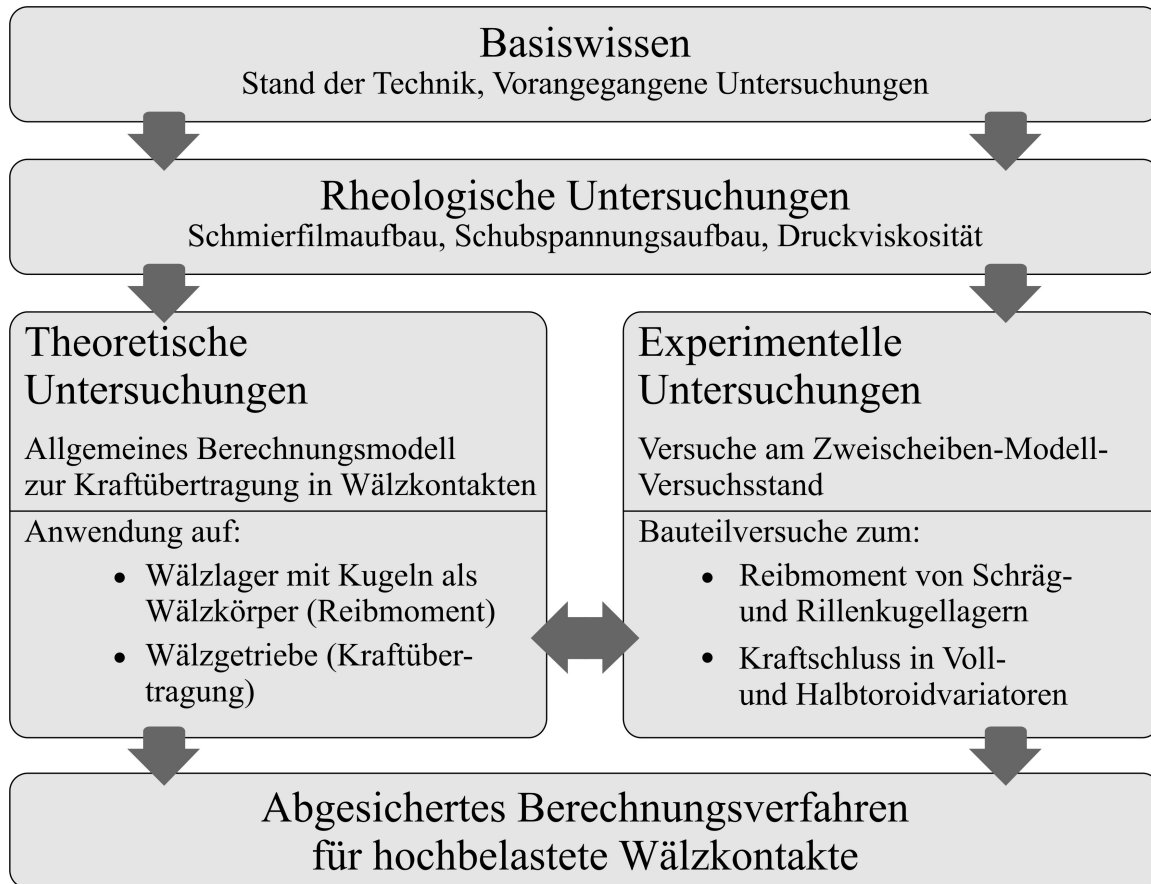 Basiswissen
Stand der Technik, Vorangegangene Untersuchungen
Rheologische Untersuchungen
Schmierfilmaufbau, Schubspannungsaufbau, Druckviskosität
Theoretische
Untersuchungen
Allgemeines Berechnungsmodell
zur Kraftübertragung in Wälzkontakten
Anwendung auf:
• Wälzlager mit Kugeln als
Wälzkörper (Reibmoment)
• Wälzgetriebe (Kraftüber-
tragung)
Experimentelle
Untersuchungen
Versuche am Zweischeiben-Modell-
Versuchsstand
Bauteilversuche zum:
• Reibmoment von Schräg-
und Rillenkugellagern
• Kraftschluss in Voll-
und Halbtoroidvariatoren
Abgesichertes Berechnungsverfahren
für hochbelastete Wälzkontakte